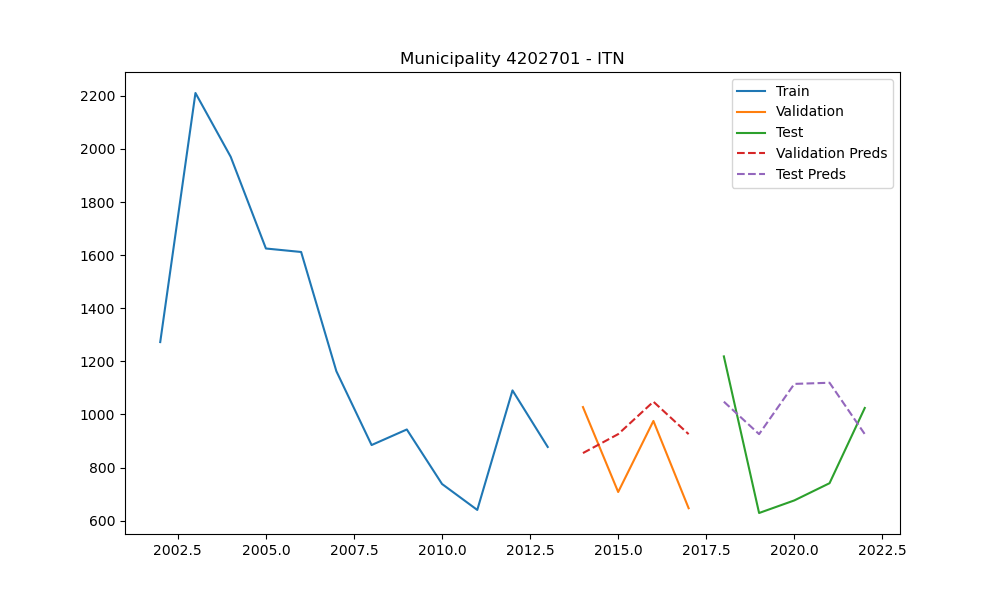 Municipality 4202701 - ITN
2200
2000
1800
1600
1400
1200
1000
800
600
Train
Validation
Test
Validation Preds
Test Preds
2002.5 2005.0 2007.5 2010.0 2012.5 2015.0 2017.5 2020.0 2022.5